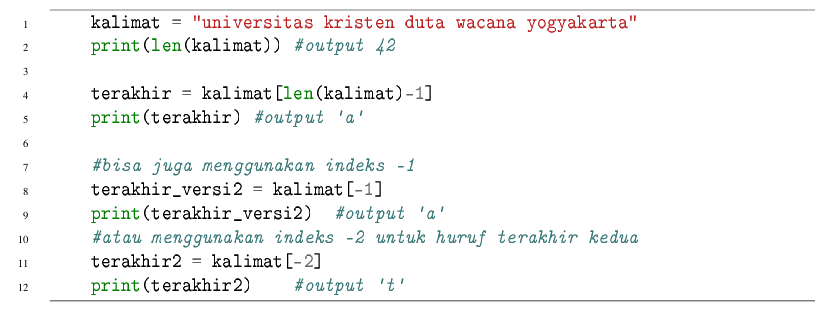 1 kalimat = "universitas kristen duta wacana yogyakarta"
2 print(len(kalimat)) #output 42
3
4 terakhir = kalimat[len(kalimat)-1]
5 print(terakhir) #output 'a'
6
7 #bisa juga menggunakan indeks -1
8 terakhir_versi2 = kalimat[-1]
9 print(terakhir_versi2) #output 'a'
10 #atau menggunakan indeks -2 untuk huruf terakhir kedua
11 terakhir2 = kalimat[-2]
12 print(terakhir2) #output 't'